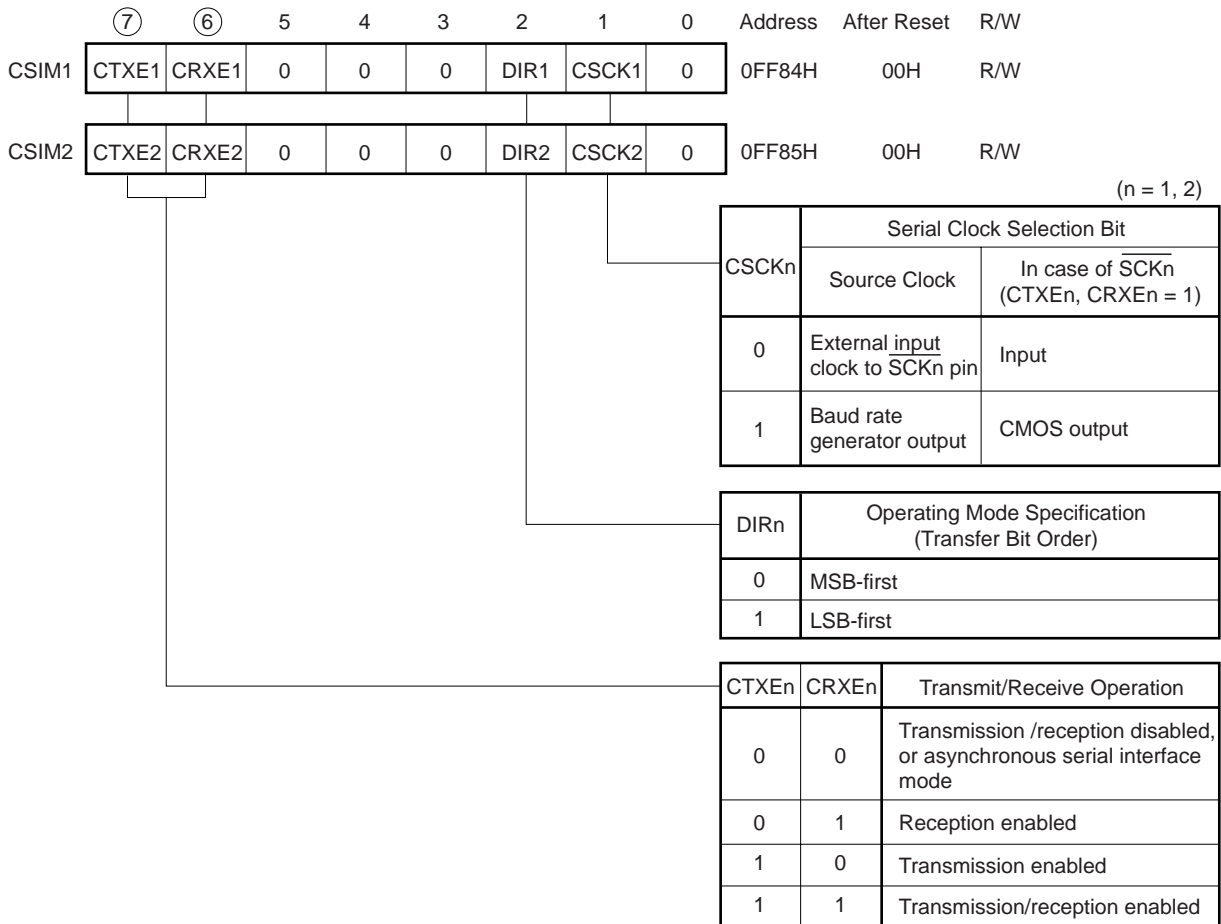 ⑦ ⑥ 5 4 3 2 1 0 Address After Reset R/W
CSIM1 CTXE1 CRXE1 0 0 0 DIR1 CSCK1 0 0FF84H 00H R/W
CSIM2 CTXE2 CRXE2 0 0 0 DIR2 CSCK2 0 0FF85H 00H R/W
(n = 1, 2)
CSCKn Serial Clock Selection Bit
Source Clock In case of SCKn
(CTXEn, CRXEn = 1)
0 External input
clock to SCKn pin Input
1 Baud rate
generator output CMOS output
DIRn Operating Mode Specification
(Transfer Bit Order)
0 MSB-first
1 LSB-first
CTXEn CRXEn Transmit/Receive Operation
0 0 Transmission /reception disabled,
or asynchronous serial interface
mode
0 1 Reception enabled
1 0 Transmission enabled
1 1 Transmission/reception enabled